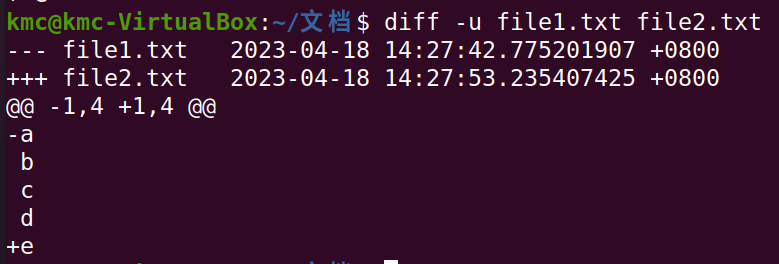 kmc@kmc-VirtualBox:~/文档$ diff -u file1.txt file2.txt
--- file1.txt   2023-04-18 14:27:42.775201907 +0800
+++ file2.txt   2023-04-18 14:27:53.235407425 +0800
@@ -1,4 +1,4 @@
-a
 b
 c
 d
+e